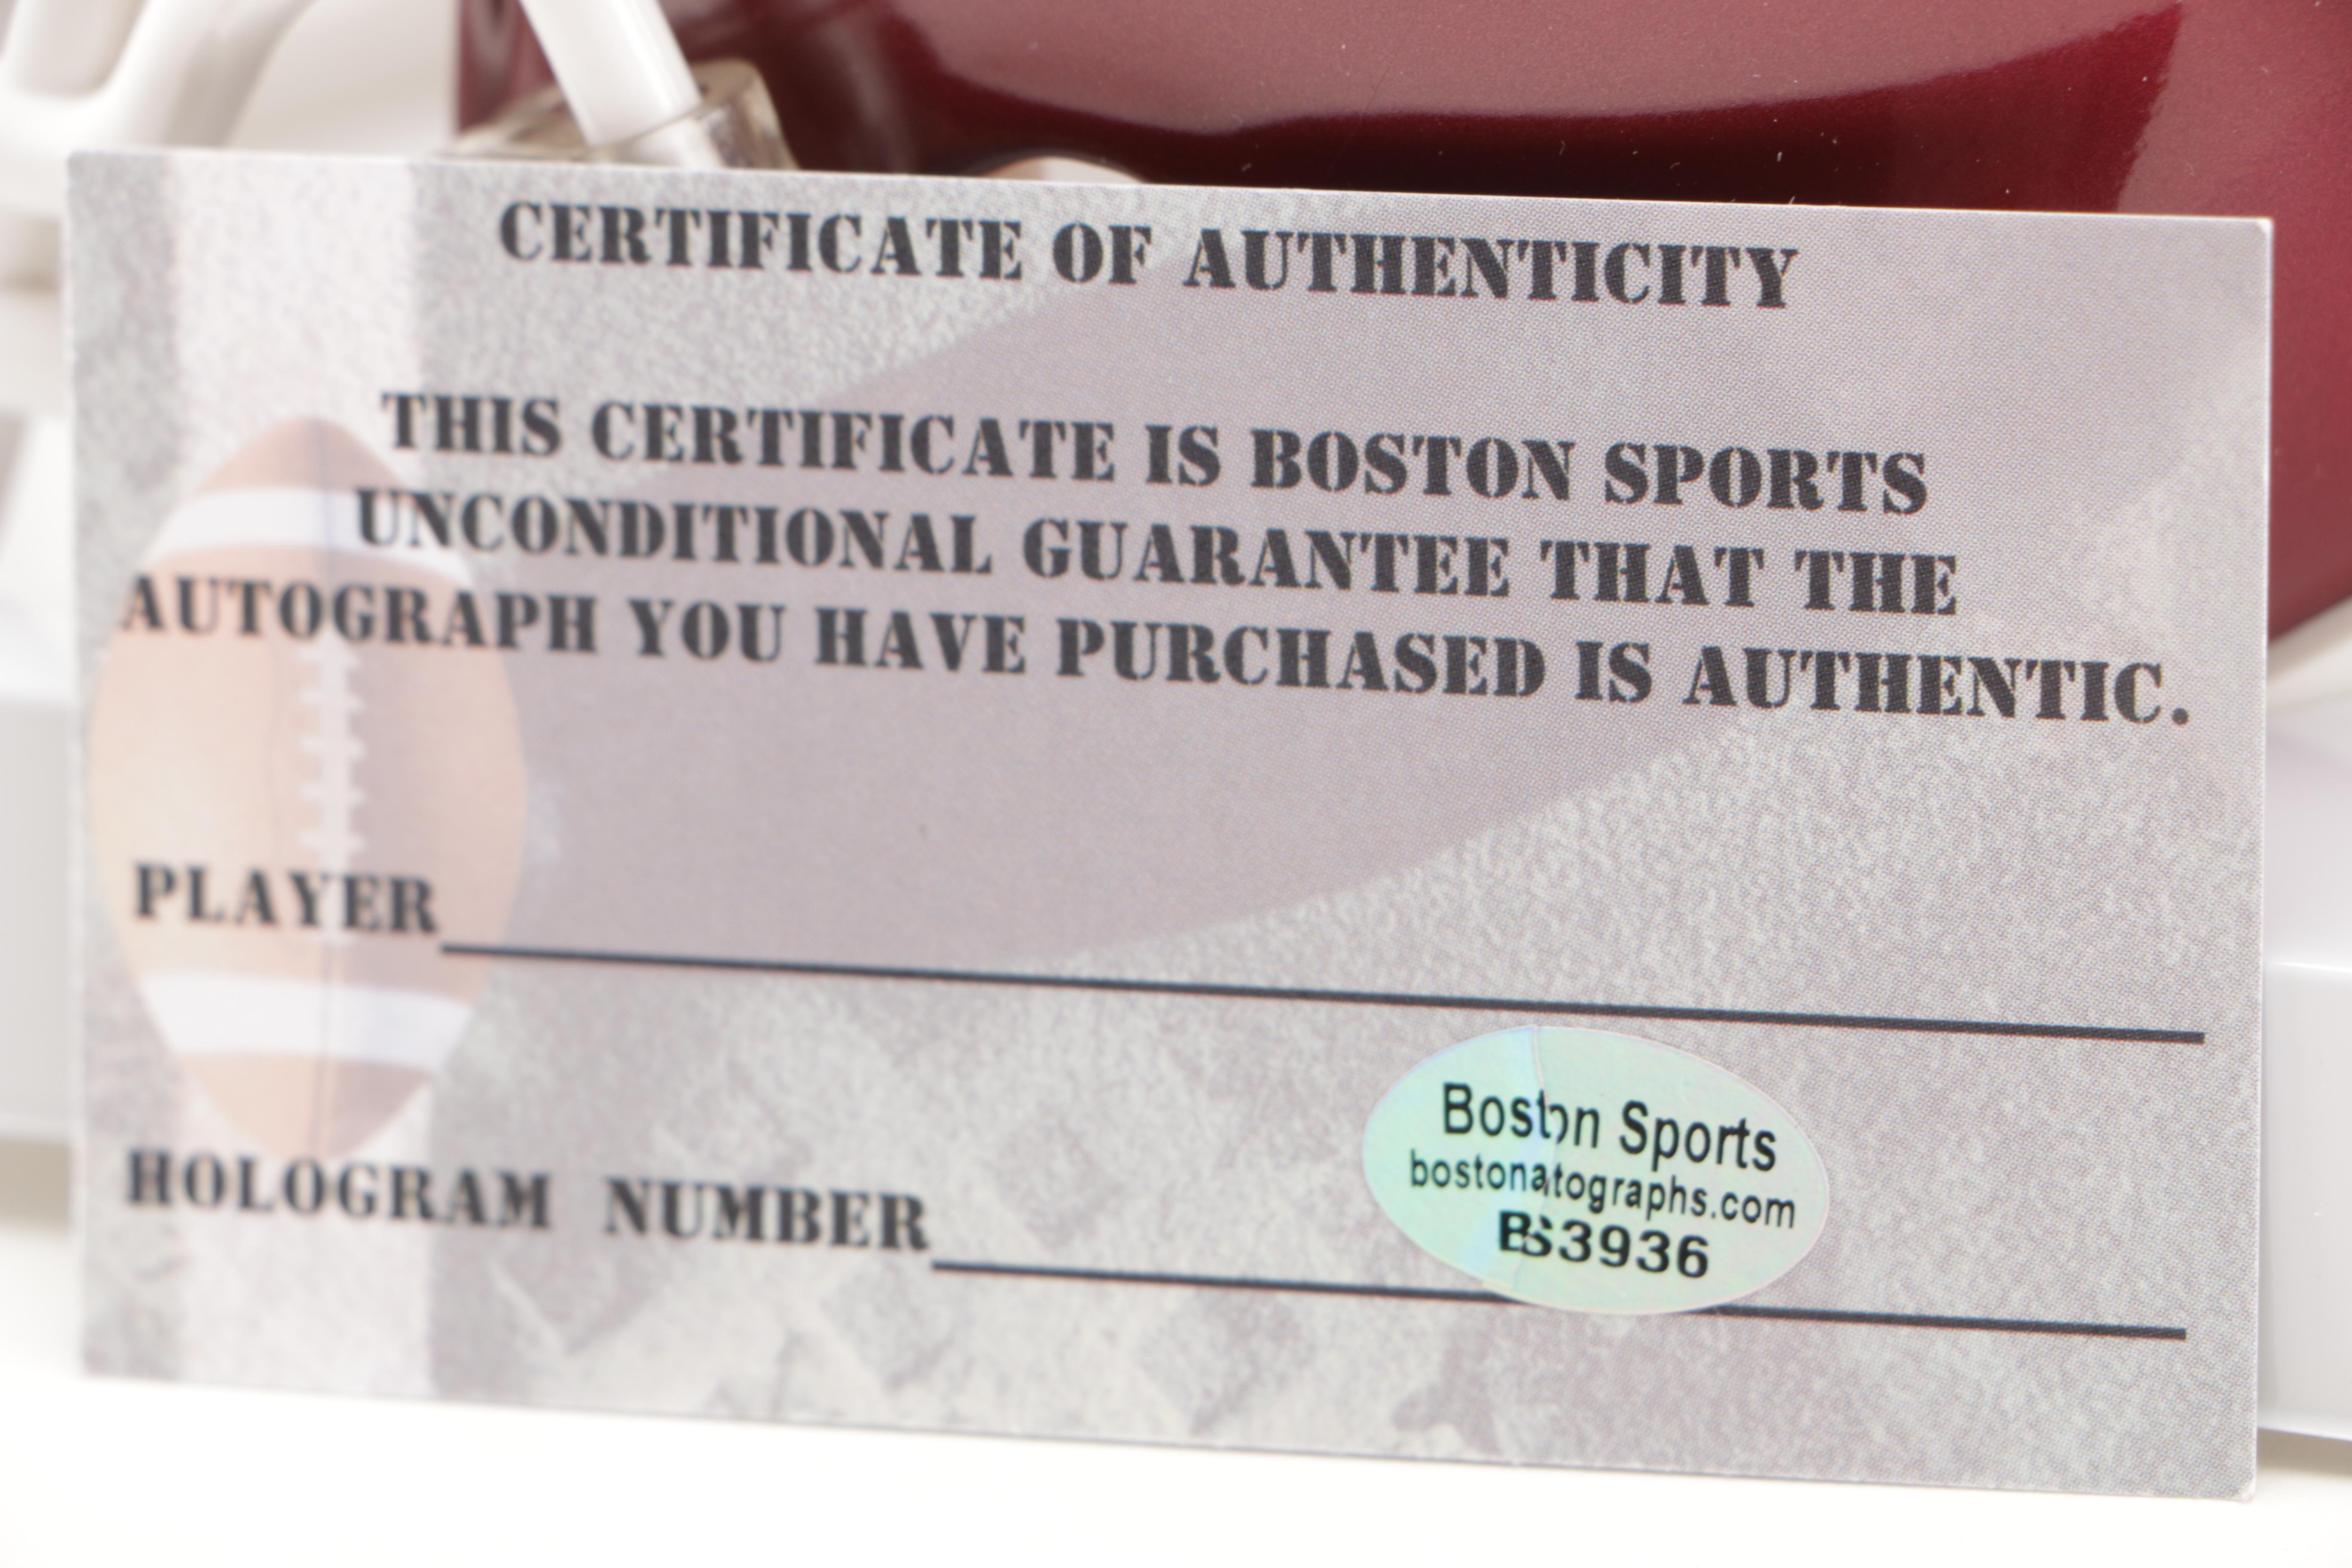 CERTIFICATE OF AUTHENTICITY
THIS CERTIFICATE IS BOSTON SPORTS
UNCONDITIONAL GUARANTEE THAT THE
AUTOGRAPH YOU HAVE PURCHASED IS AUTHENTIC.
PLAYER
Boston Sports
bostonatographs.com
BS3936
HOLOGRAM NUMBER